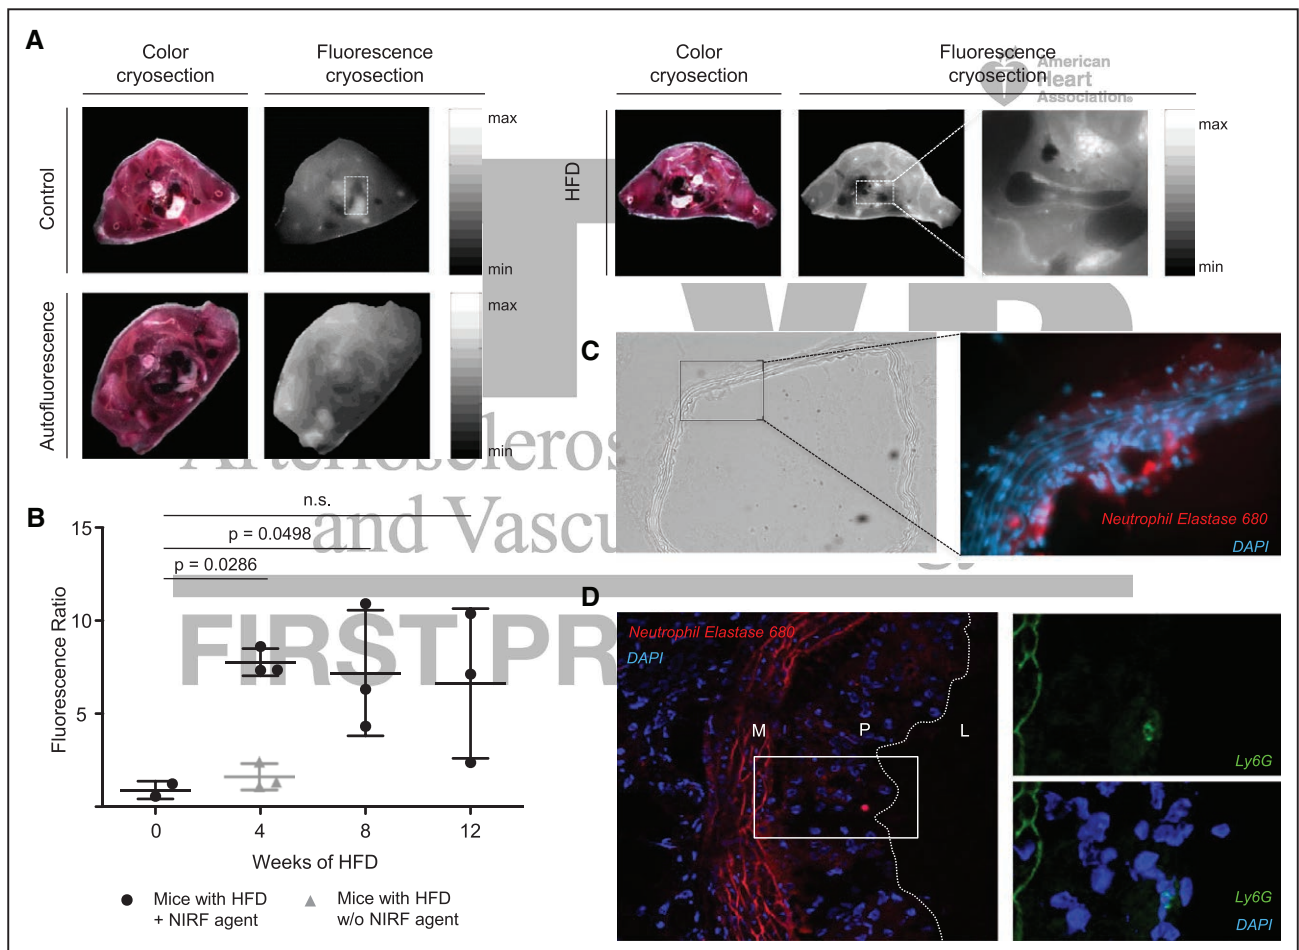 A
Color
cryosection
Fluorescence
cryosection
Control
max
min
Autofluorescence
max
min
Color
cryosection
Fluorescence
cryosection
American
Heart
Association®
HFD
max
min
Arterioscleros
and Vascu
FIRST PR
B
n.s.
p = 0.0498
p = 0.0286
Fluorescence Ratio
15
10
5
0
4
8
12
Weeks of HFD
Mice with HFD
+ NIRF agent
Mice with HFD
w/o NIRF agent
C
Neutrophil Elastase 680
DAPI
D
Neutrophil Elastase 680
DAPI
M
P
L
Ly6G
Ly6G
DAPI